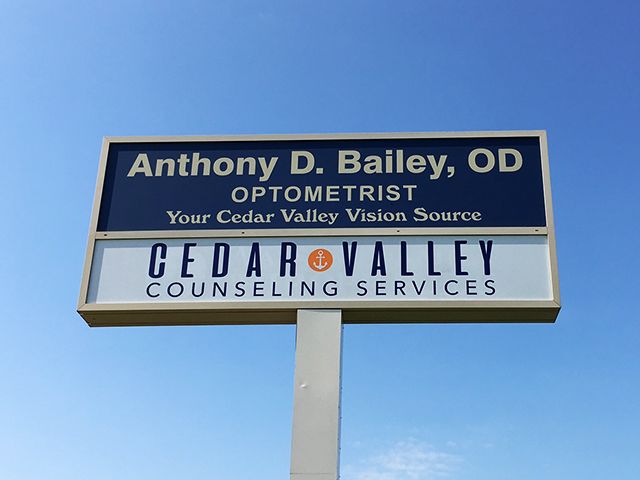 Anthony D. Bailey, OD
OPTOMETRIST
Your Cedar Valley Vision Source
CEDAR VALLEY
COUNSELING SERVICES